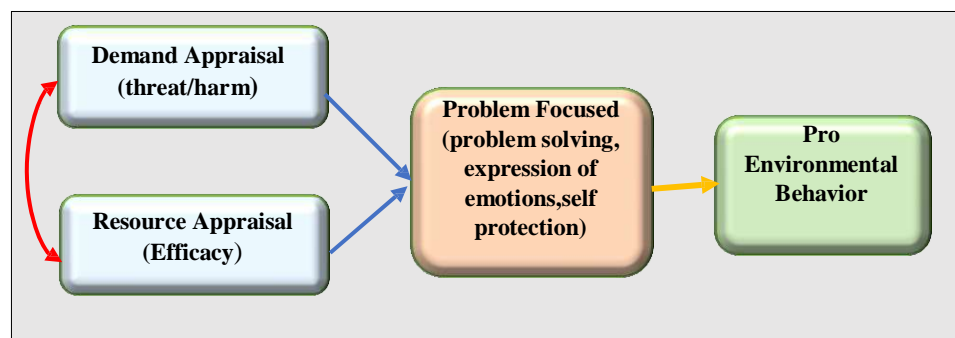 Demand Appraisal
(threat/harm)
Resource Appraisal
(Efficacy)
Problem Focused
(problem solving,
expression of
emotions,self
protection)
Pro
Environmental
Behavior